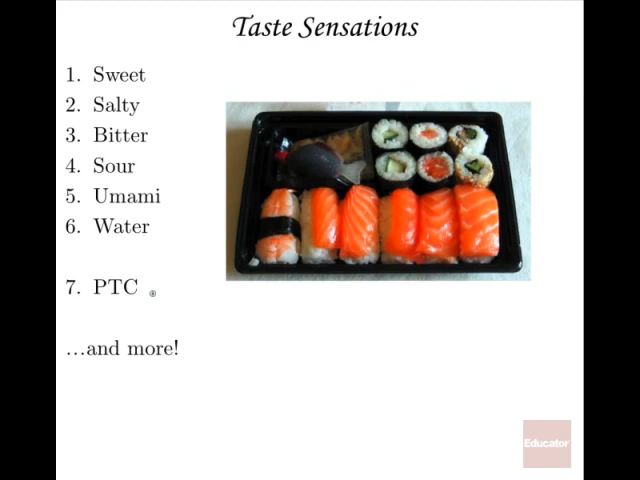 Taste Sensations
1. Sweet
2. Salty
3. Bitter
4. Sour
5. Umami
6. Water
7. PTC
...and more!
Educator